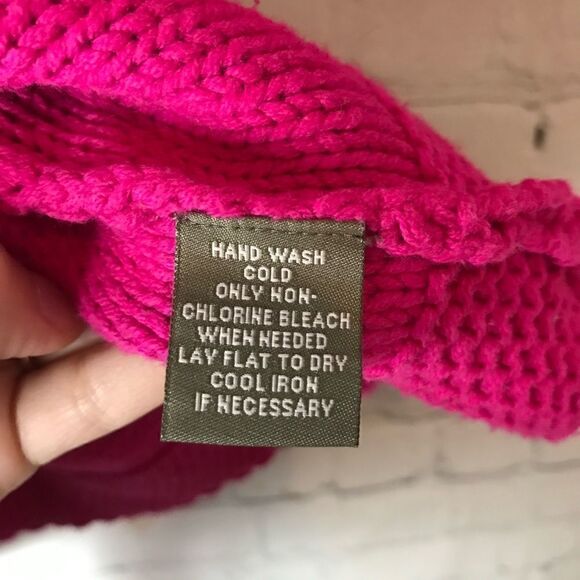 HAND WASH
COLD
ONLY NON-
CHLORINE BLEACH
WHEN NEEDED
LAY FLAT TO DRY
COOL IRON
IF NECESSARY